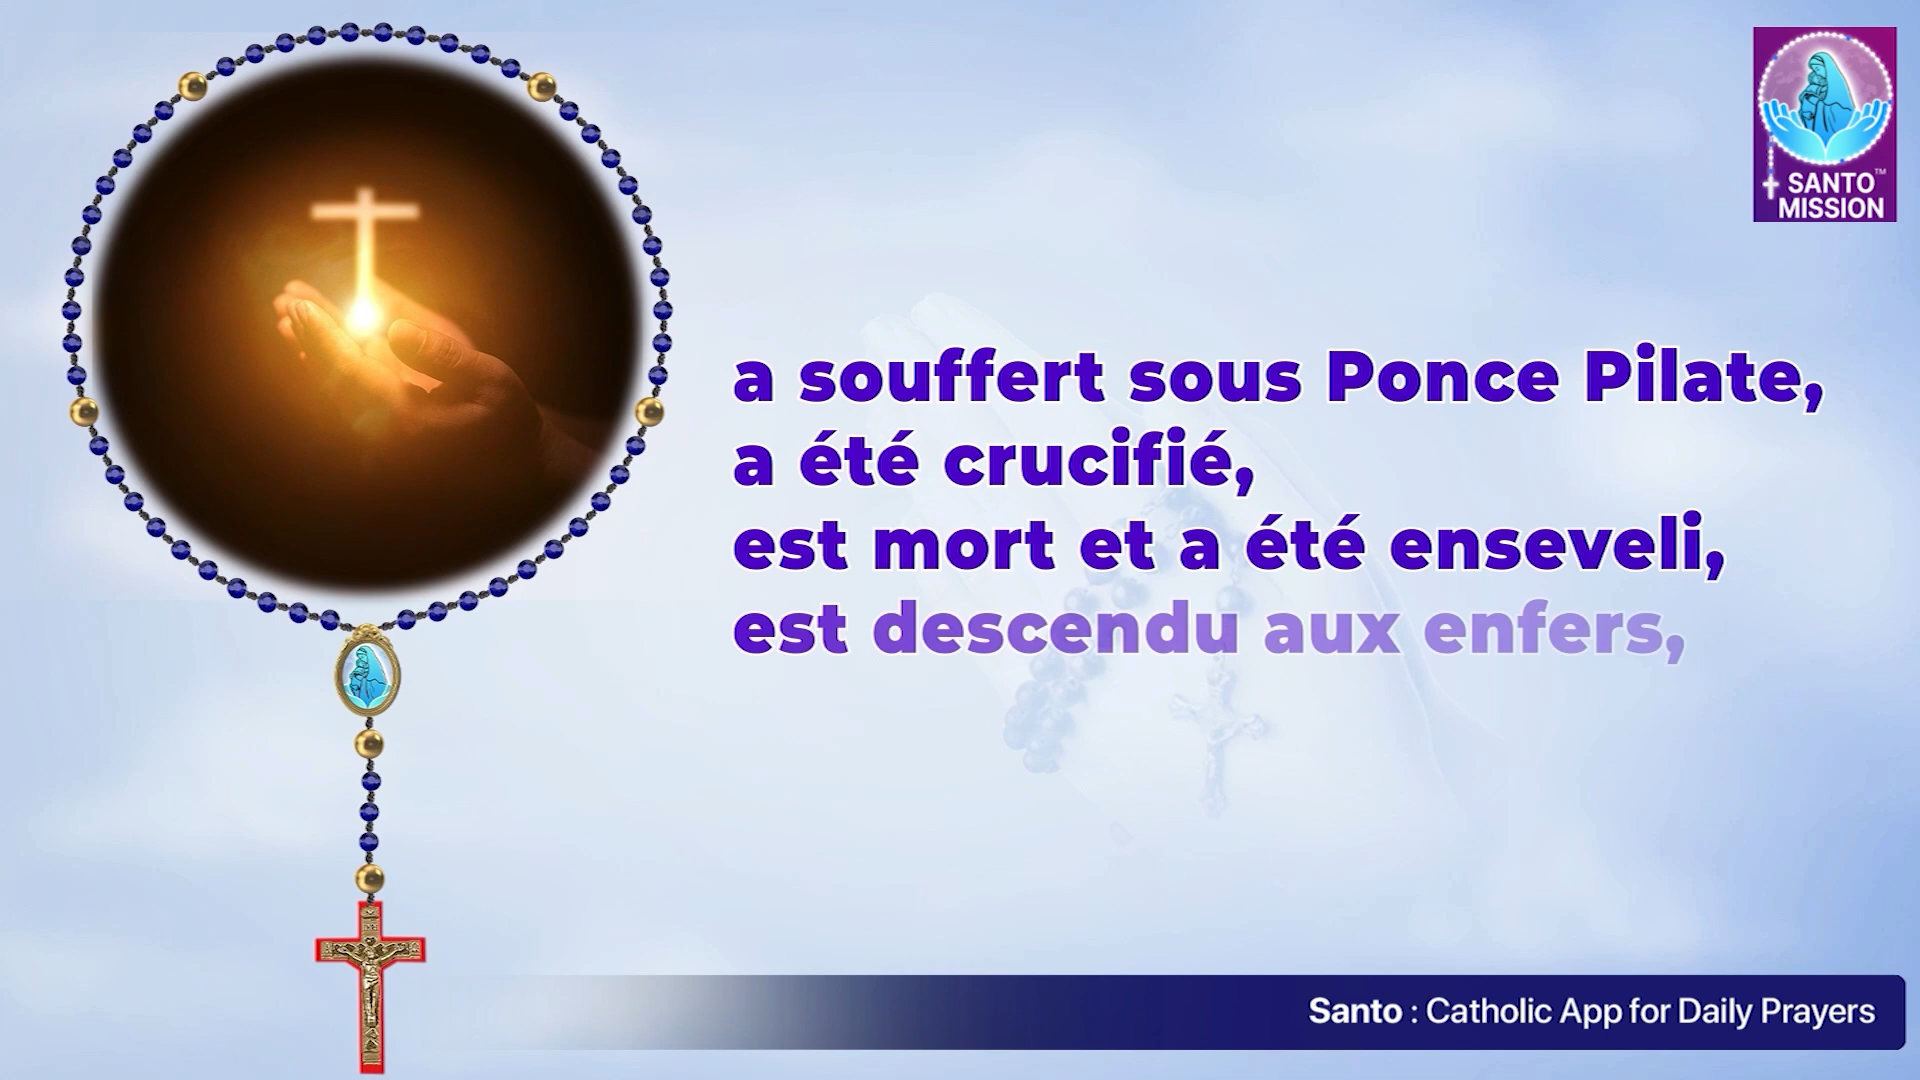 SANTO™
MISSION
a souffert sous Ponce Pilate,
a été crucifié,
est mort et a été enseveli,
est descendu aux enfers,
Santo : Catholic App for Daily Prayers